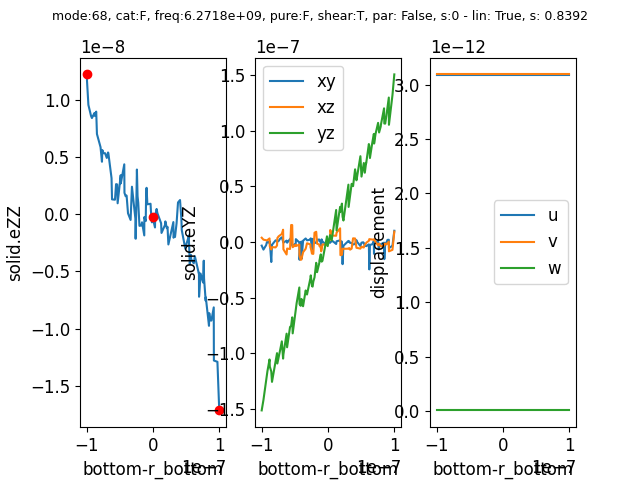 mode:68, cat:F, freq:6.2718e+09, pure:F, shear:T, par: False, s:0 - lin: True, s: 0.8392
1e−8
1e−7
1e−12
1.0
0.5
0.0
−0.5
−1.0
−1.5
solid.eZZ
−1
0
1
1e−7
bottom-r_bottom
1.5
1.0
0.5
0.0
−0.5
−1.0
−1.5
solid.eYZ
xy
xz
yz
−1
0
1
1e−7
bottom-r_bottom
3.0
2.5
2.0
1.5
1.0
0.5
0.0
displacement
u
v
w
−1
0
1
1e−7
bottom-r_bottom